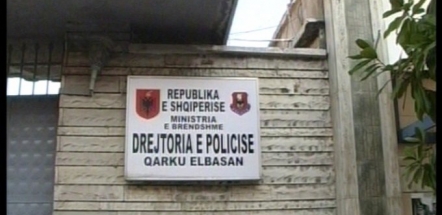 REPUBLIKA
E SHQIPERISE
MINISTRIA
E BRENDSHME
DREJTORIA E POLICISE
QARKU ELBASAN